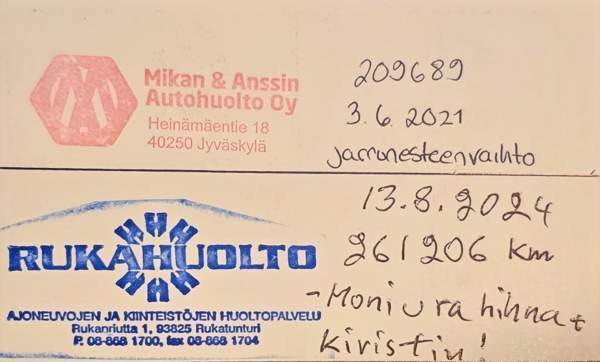 Mikan & Anssin
Autohuolto Oy
Heinämäentie 18
40250 Jyväskylä
209689
3.6.2021
jarrunesteenvaihto
RUKAHUOLTO
AJONEUVOJEN JA KIINTEISTÖJEN HUOLTOPALVELU
Rukanriutta 1, 93825 Rukatunturi
P. 08-868 1700, fax 08-868 1704
13.8.2024
261206 km
- Moniurahihna +
kiristin!